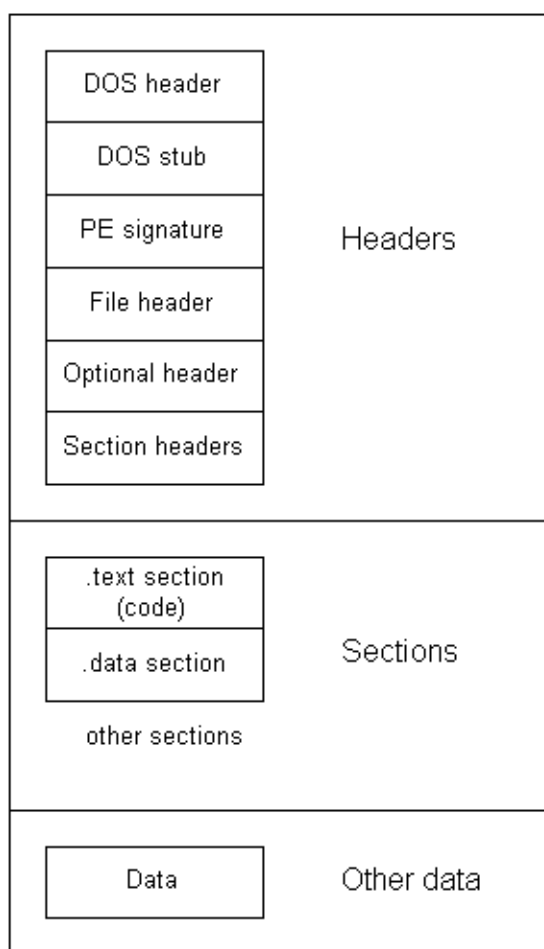 DOS header
DOS stub
PE signature
File header
Optional header
Section headers
Headers
.text section
(code)
.data section
other sections
Sections
Data
Other data